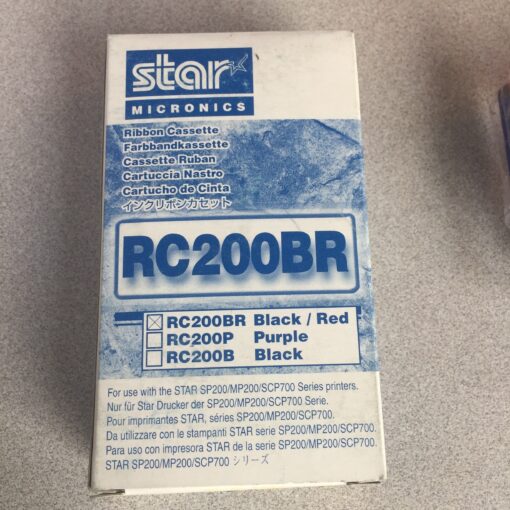 star
MICRONICS
Ribbon Cassette
Farbbandkassette
Cassette Ruban
Cartuccia Nastro
Cartucho de Cinta
インクリボンカセット
RC200BR
RC200BR Black / Red
RC200P Purple
RC200B Black
For use with the STAR SP200/MP200/SCP700 Series printers.
Nur für Star Drucker der SP200/MP200/SCP700 Serie.
Pour imprimantes STAR, séries SP200/MP200/SCP700.
Da utilizzare con le stampanti STAR serie SP200/MP200/SCP700.
Para uso con impresora STAR de la serie SP200/MP200/SCP700.
STAR SP200/MP200/SCP700 シリーズ